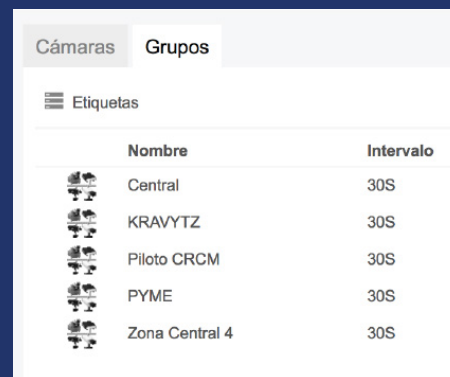 Cámaras Grupos
Etiquetas
Nombre Intervalo
Central 30S
KRAVYTZ 30S
Piloto CRCM 30S
PYME 30S
Zona Central 4 30S